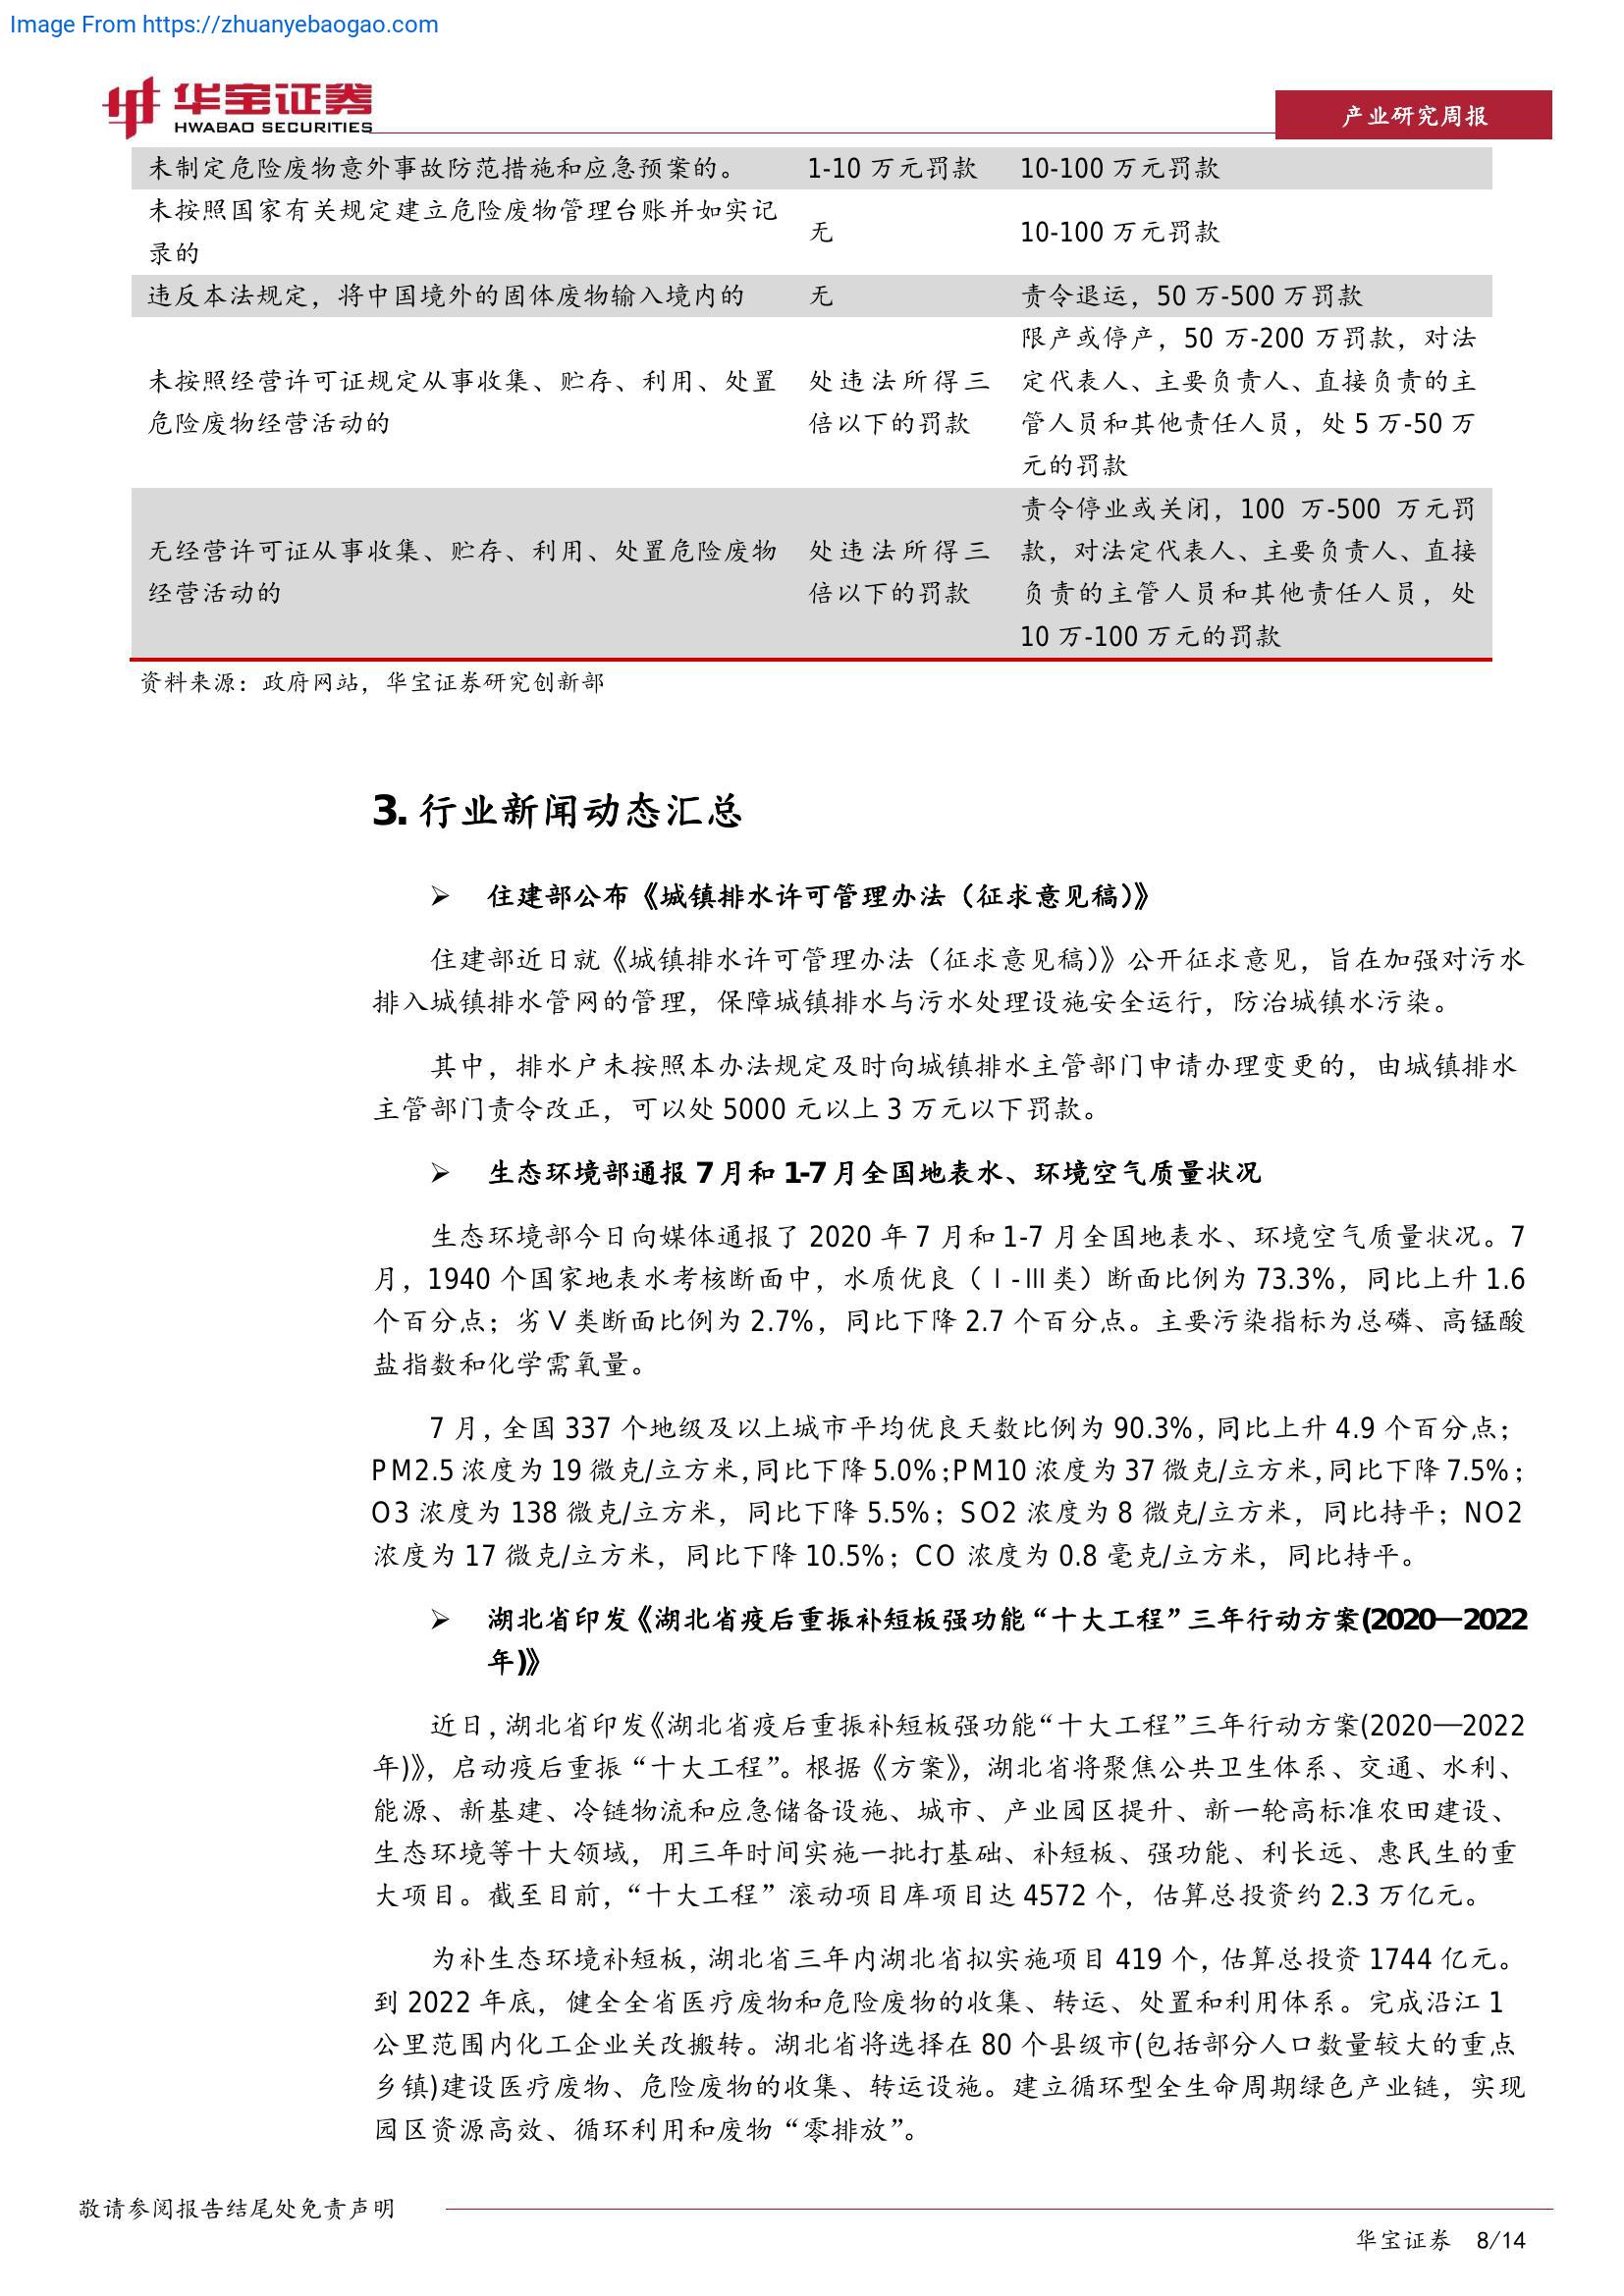 Image From https://zhuanyebaogao.com
华宝证券
HWABAO SECURITIES
产业研究周报
未制定危险废物意外事故防范措施和应急预案的。 1-10 万元罚款 10-100 万元罚款
未按照国家有关规定建立危险废物管理台账并如实记
录的
无
10-100 万元罚款
违反本法规定，将中国境外的固体废物输入境内的 无 责令退运，50 万-500 万罚款
未按照经营许可证规定从事收集、贮存、利用、处置
危险废物经营活动的
处违法所得三
倍以下的罚款
限产或停产，50 万-200 万罚款，对法
定代表人、主要负责人、直接负责的主
管人员和其他责任人员，处 5 万-50 万
元的罚款
无经营许可证从事收集、贮存、利用、处置危险废物
经营活动的
处违法所得三
倍以下的罚款
责令停业或关闭，100 万-500 万元罚
款，对法定代表人、主要负责人、直接
负责的主管人员和其他责任人员，处
10 万-100 万元的罚款
资料来源：政府网站，华宝证券研究创新部
3. 行业新闻动态汇总
➢ 住建部公布《城镇排水许可管理办法（征求意见稿）》
住建部近日就《城镇排水许可管理办法（征求意见稿）》公开征求意见，旨在加强对污水
排入城镇排水管网的管理，保障城镇排水与污水处理设施安全运行，防治城镇水污染。
其中，排水户未按照本办法规定及时向城镇排水主管部门申请办理变更的，由城镇排水
主管部门责令改正，可以处 5000 元以上 3 万元以下罚款。
➢ 生态环境部通报 7 月和 1-7 月全国地表水、环境空气质量状况
生态环境部今日向媒体通报了 2020 年 7 月和 1-7 月全国地表水、环境空气质量状况。7
月，1940 个国家地表水考核断面中，水质优良（Ⅰ-Ⅲ类）断面比例为 73.3%，同比上升 1.6
个百分点；劣Ⅴ类断面比例为 2.7%，同比下降 2.7 个百分点。主要污染指标为总磷、高锰酸
盐指数和化学需氧量。
7 月，全国 337 个地级及以上城市平均优良天数比例为 90.3%，同比上升 4.9 个百分点；
PM2.5 浓度为 19 微克/立方米，同比下降 5.0%；PM10 浓度为 37 微克/立方米，同比下降 7.5%；
O3 浓度为 138 微克/立方米，同比下降 5.5%；SO2 浓度为 8 微克/立方米，同比持平；NO2
浓度为 17 微克/立方米，同比下降 10.5%；CO 浓度为 0.8 毫克/立方米，同比持平。
➢ 湖北省印发《湖北省疫后重振补短板强功能“十大工程”三年行动方案(2020—2022
年)》
近日，湖北省印发《湖北省疫后重振补短板强功能“十大工程”三年行动方案(2020—2022
年)》，启动疫后重振“十大工程”。根据《方案》，湖北省将聚焦公共卫生体系、交通、水利、
能源、新基建、冷链物流和应急储备设施、城市、产业园区提升、新一轮高标准农田建设、
生态环境等十大领域，用三年时间实施一批打基础、补短板、强功能、利长远、惠民生的重
大项目。截至目前，“十大工程”滚动项目库项目达 4572 个，估算总投资约 2.3 万亿元。
为补生态环境补短板，湖北省三年内湖北省拟实施项目 419 个，估算总投资 1744 亿元。
到 2022 年底，健全全省医疗废物和危险废物的收集、转运、处置和利用体系。完成沿江 1
公里范围内化工企业关改搬转。湖北省将选择在 80 个县级市(包括部分人口数量较大的重点
乡镇)建设医疗废物、危险废物的收集、转运设施。建立循环型全生命周期绿色产业链，实现
园区资源高效、循环利用和废物“零排放”。
敬请参阅报告结尾处免责声明
华宝证券 8/14